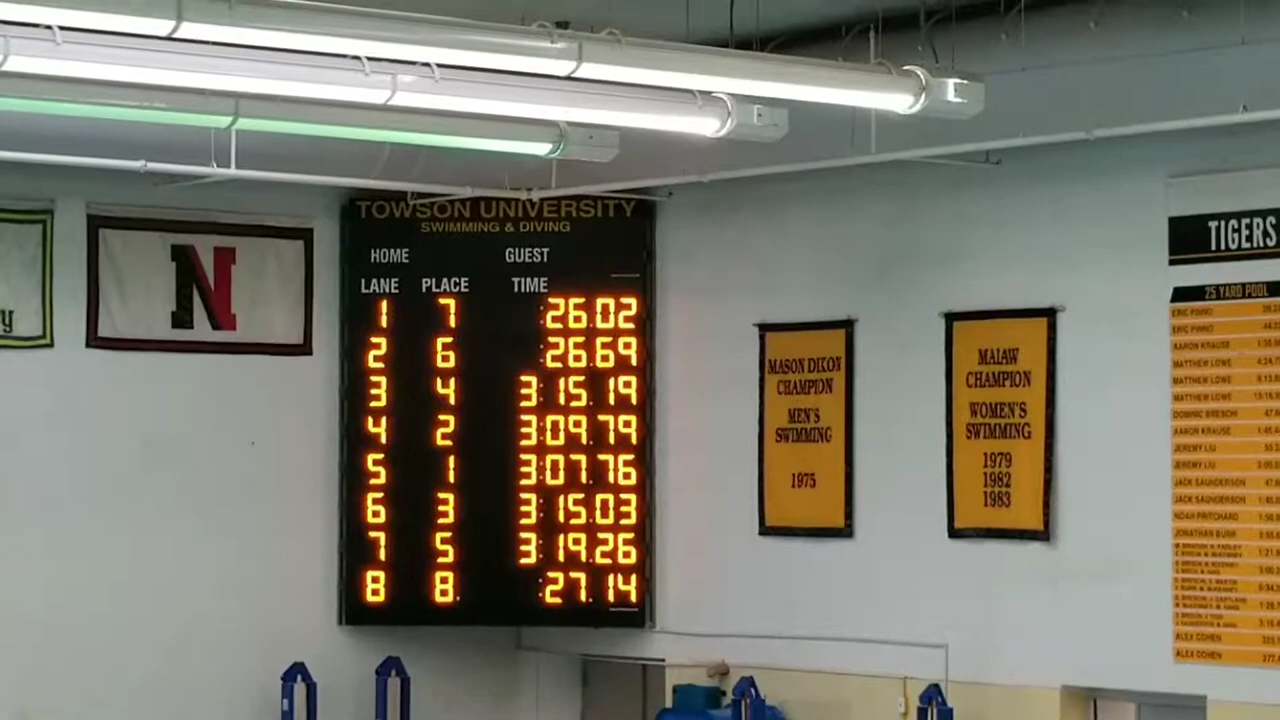 y
N
TOWSON UNIVERSITY
SWIMMING & DIVING
HOME GUEST
LANE PLACE TIME
1 7 :26.02
2 6 :26.69
3 4 3:15.19
4 2 3:09.79
5 1 3:07.76
6 3 3:15.03
7 5 3:19.26
8 8. :27.14
MASON DIXON
CHAMPION
MEN'S
SWIMMING
1975
MAIAW
CHAMPION
WOMEN'S
SWIMMING
1979
1982
1983
TIGERS
25 YARD POOL
ERIC PINNO
ERIC PINNO
AARON KRAUSE
MATTHEW LOWE
MATTHEW LOWE
MATTHEW LOWE
DOMINIC BRESCHI
AARON KRAUSE
JEREMY LIU
JEREMY LIU
JACK SAUNDERSON
JACK SAUNDERSON
NOAH PRITCHARD
JONATHAN BURR
ALEX COHEN
ALEX COHEN